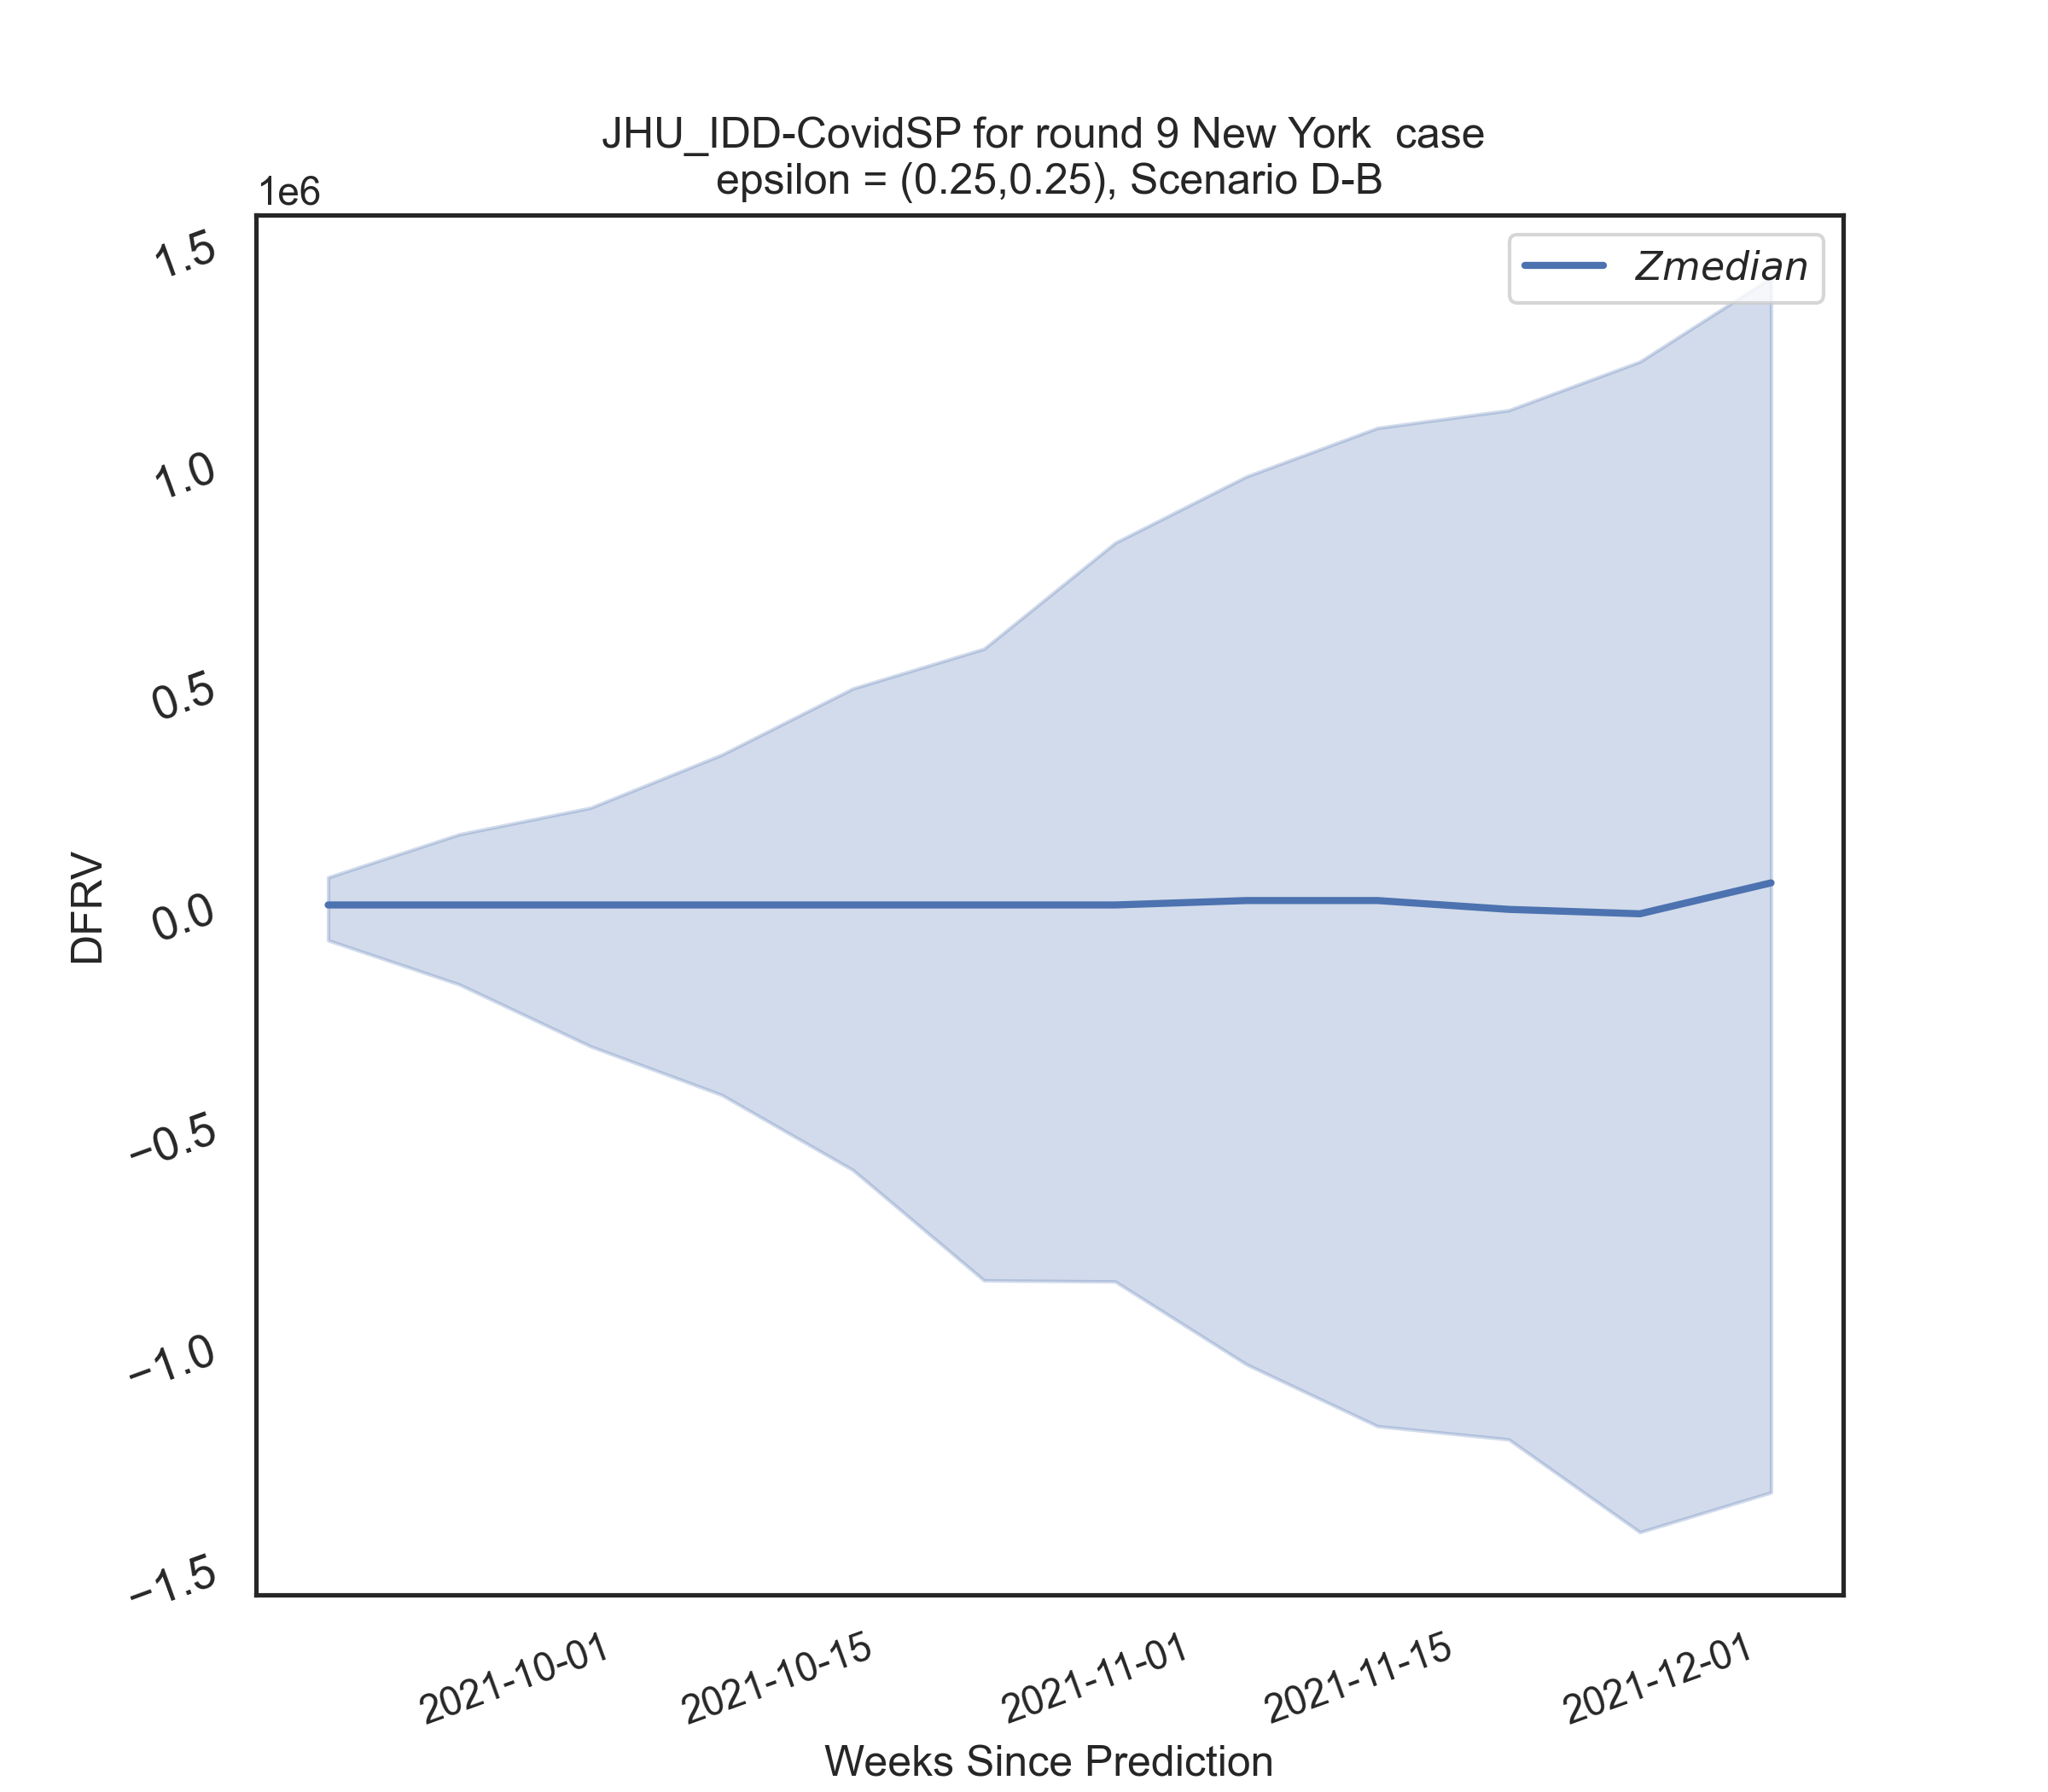 JHU_IDD-CovidSP for round 9 New York  case
epsilon = (0.25,0.25), Scenario D-B
1e6
Zmedian
1.5
1.0
0.5
0.0
−0.5
−1.0
−1.5
DFRV
2021-10-01
2021-10-15
2021-11-01
2021-11-15
2021-12-01
Weeks Since Prediction